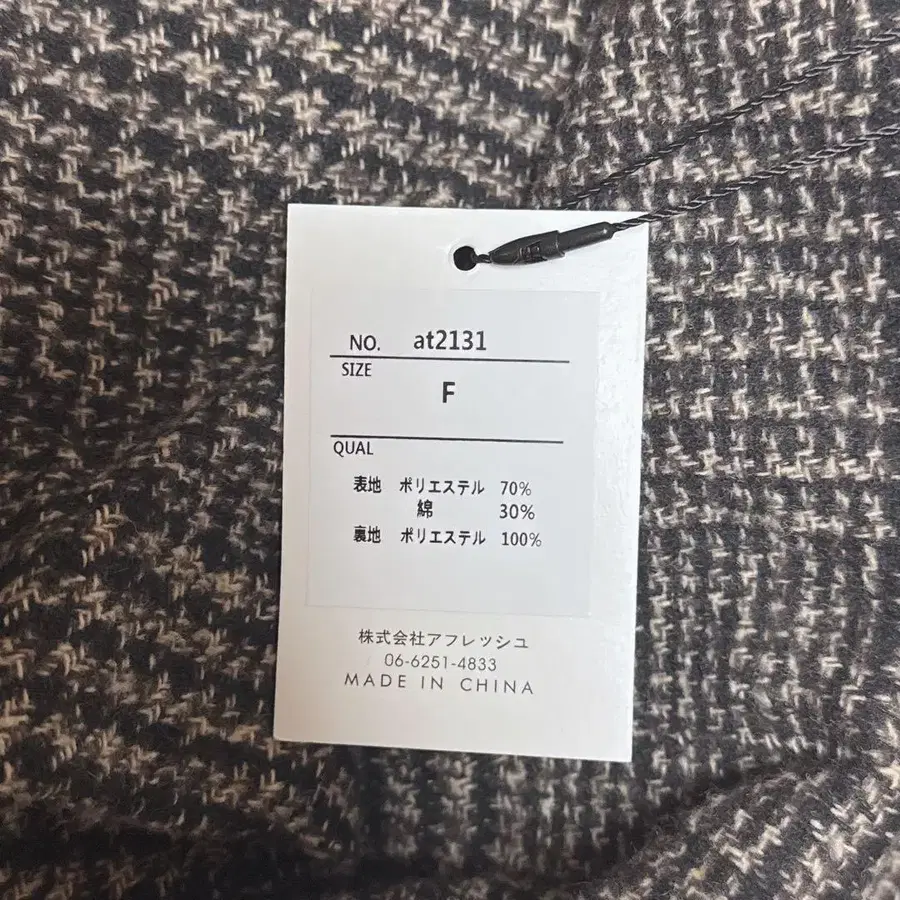 NO. at2131
SIZE
F
QUAL
表地 ポリエステル 70%
綿 30%
裏地 ポリエステル 100%
株式会社アフレッシュ
06-6251-4833
MADE IN CHINA